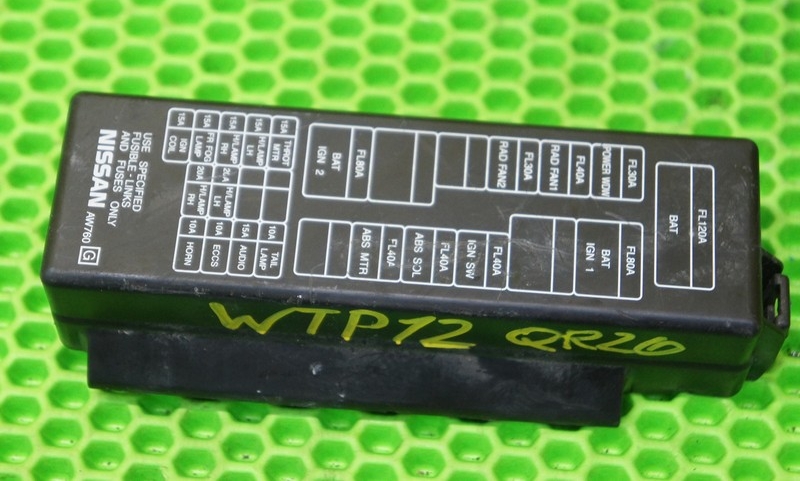 FL120A
BAT
FL30A
POWER WDW
FL40A
RAD FAN1
FL30A
RAD FAN2
FL80A
BAT
IGN 2
FL80A
BAT
IGN 1
FL40A
IGN SW
FL40A
ABS SOL
FL40A
ABS MTR
15A
THROT
MTR
15A
H/LAMP
LH
15A
H/LAMP
RH
15A
FR FOG
LAMP
15A
IGN
COIL
20A
H/LAMP
LH
20A
H/LAMP
RH
10A
TAIL
LAMP
15A
AUDIO
10A
ECCS
10A
HORN
USE SPECIFIED
FUSIBLE-LINKS
AND FUSES ONLY
NISSAN AW760 G
WTP12 QR20